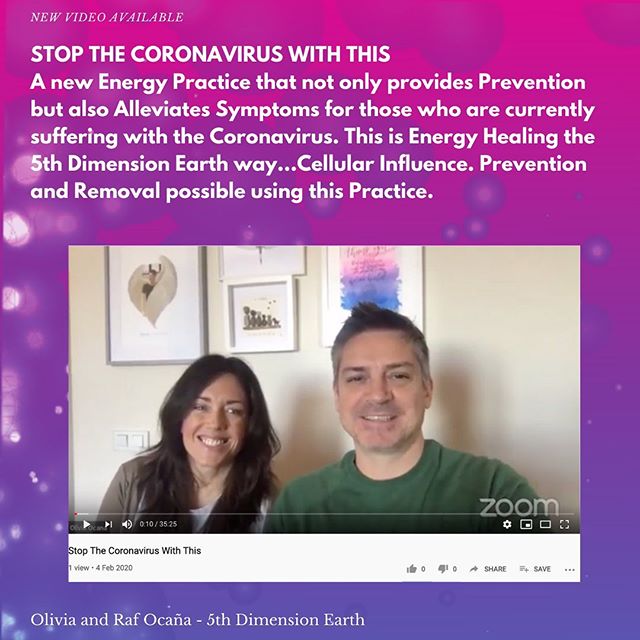 NEW VIDEO AVAILABLE
STOP THE CORONAVIRUS WITH THIS
A new Energy Practice that not only provides Prevention
but also Alleviates Symptoms for those who are currently
suffering with the Coronavirus. This is Energy Healing the
5th Dimension Earth way...Cellular Influence. Prevention
and Removal possible using this Practice.
zoom
0:10 / 35:25
Stop The Coronavirus With This
1 view • 4 Feb 2020
0 0 SHARE SAVE ...
Olivia and Raf Ocaña - 5th Dimension Earth